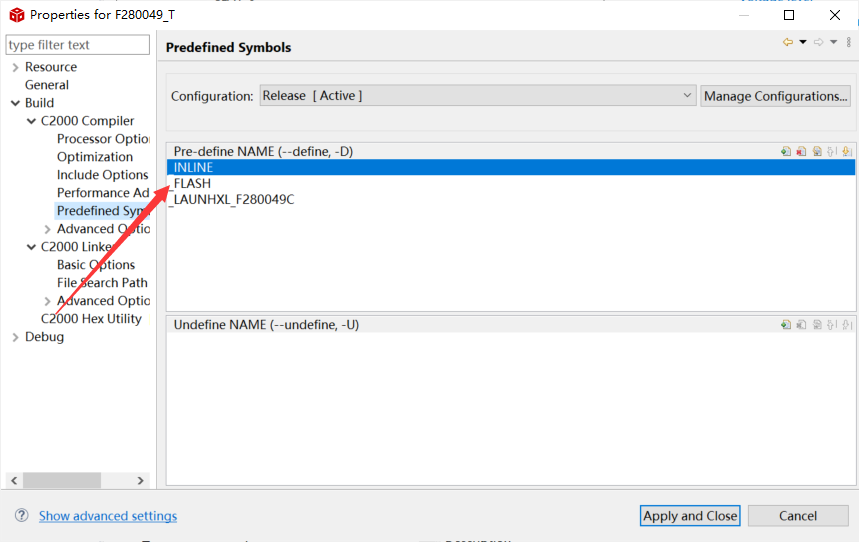 Properties for F280049_T
type filter text
Resource
General
Build
C2000 Compiler
Processor Optio
Optimization
Include Options
Performance Ad
Predefined Sym
Advanced Optio
C2000 Linker
Basic Options
File Search Path
Advanced Optio
C2000 Hex Utility
Debug
Predefined Symbols
Configuration: Release [ Active ]
Manage Configurations...
Pre-define NAME (--define, -D)
_INLINE
_FLASH
_LAUNHXL_F280049C
Undefine NAME (--undefine, -U)
Show advanced settings
Apply and Close
Cancel